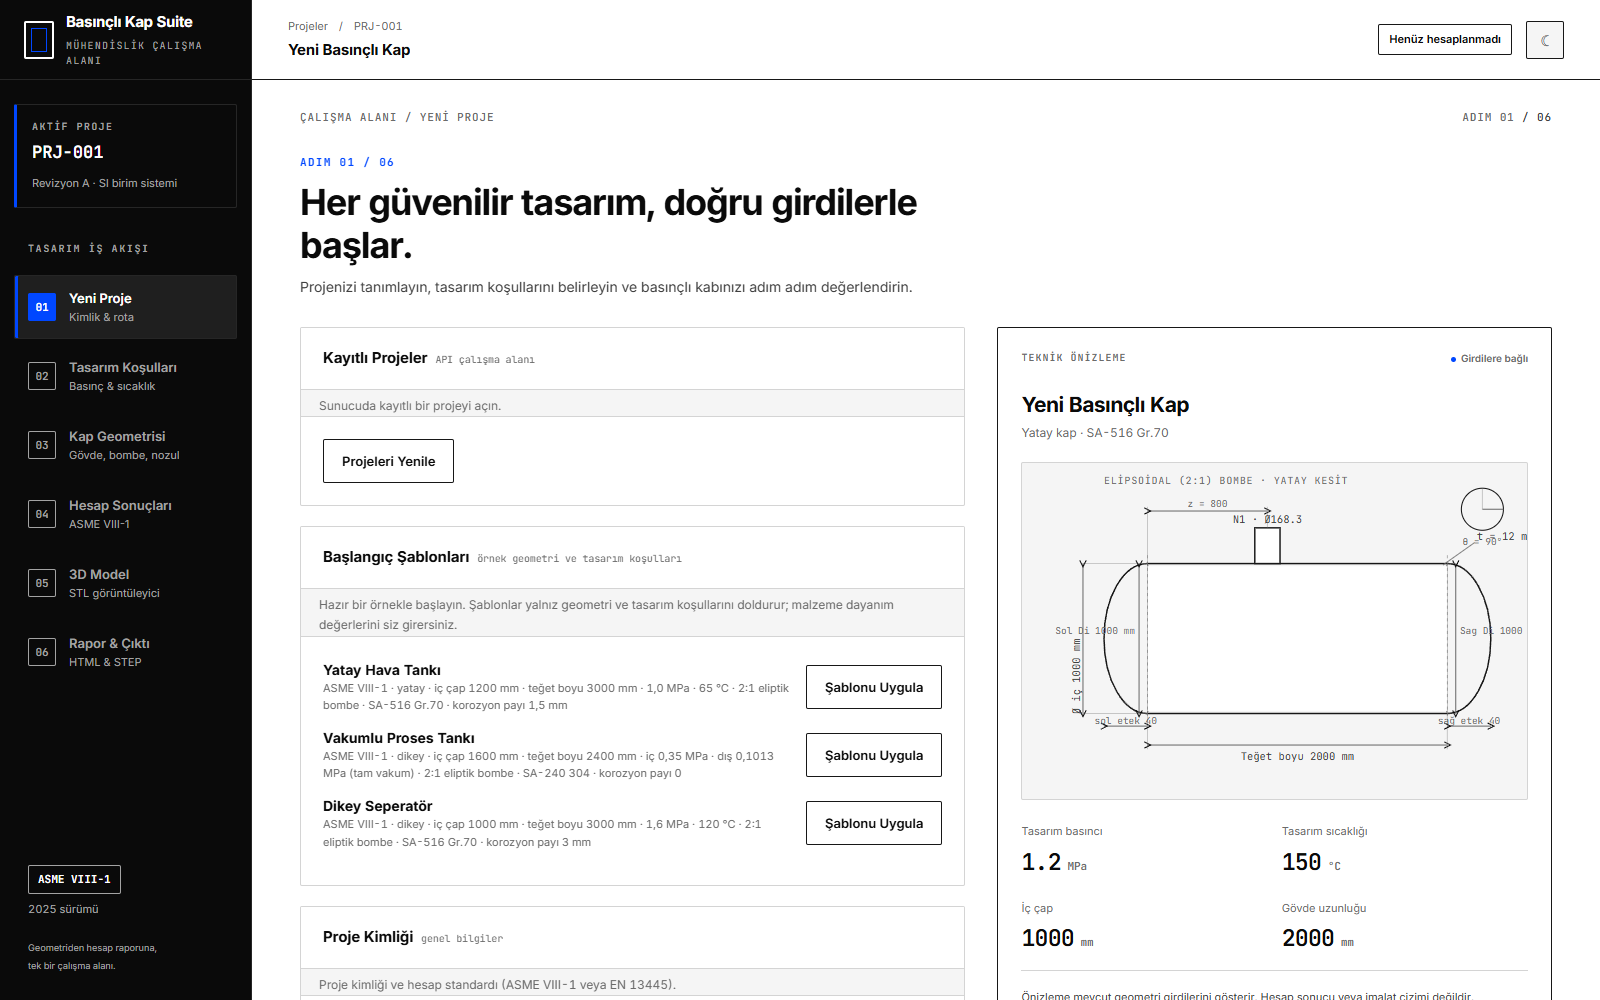 Basınçlı Kap Suite
MÜHENDİSLİK ÇALIŞMA
ALANI
AKTİF PROJE
PRJ-001
Revizyon A · SI birim sistemi
TASARIM İŞ AKIŞI
01
Yeni Proje
Kimlik & rota
02
Tasarım Koşulları
Basınç & sıcaklık
03
Kap Geometrisi
Gövde, bombe, nozul
04
Hesap Sonuçları
ASME VIII-1
05
3D Model
STL görüntüleyici
06
Rapor & Çıktı
HTML & STEP
ASME VIII-1
2025 sürümü
Geometriden hesap raporuna,
tek bir çalışma alanı.
Projeler / PRJ-001
Yeni Basınçlı Kap
Henüz hesaplanmadı
ÇALIŞMA ALANI / YENİ PROJE
ADIM 01 / 06
ADIM 01 / 06
Her güvenilir tasarım, doğru girdilerle
başlar.
Projenizi tanımlayın, tasarım koşullarını belirleyin ve basınçlı kabınızı adım adım değerlendirin.
Kayıtlı Projeler API çalışma alanı
Sunucuda kayıtlı bir projeyi açın.
Projeleri Yenile
Başlangıç Şablonları örnek geometri ve tasarım koşulları
Hazır bir örnekle başlayın. Şablonlar yalnız geometri ve tasarım koşullarını doldurur; malzeme dayanım
değerlerini siz girersiniz.
Yatay Hava Tankı
ASME VIII-1 · yatay · iç çap 1200 mm · teğet boyu 3000 mm · 1,0 MPa · 65 °C · 2:1 eliptik
bombe · SA-516 Gr.70 · korozyon payı 1,5 mm
Şablonu Uygula
Vakumlu Proses Tankı
ASME VIII-1 · dikey · iç çap 1600 mm · teğet boyu 2400 mm · iç 0,35 MPa · dış 0,1013
MPa (tam vakum) · 2:1 eliptik bombe · SA-240 304 · korozyon payı 0
Şablonu Uygula
Dikey Seperatör
ASME VIII-1 · dikey · iç çap 1000 mm · teğet boyu 3000 mm · 1,6 MPa · 120 °C · 2:1
eliptik bombe · SA-516 Gr.70 · korozyon payı 3 mm
Şablonu Uygula
Proje Kimliği genel bilgiler
Proje kimliği ve hesap standardı (ASME VIII-1 veya EN 13445).
TEKNİK ÖNİZLEME
Girdilere bağlı
Yeni Basınçlı Kap
Yatay kap · SA-516 Gr.70
ELİPSOİDAL (2:1) BOMBE · YATAY KESİT
z = 800
N1 · Ø168.3
t = 12 m
θ = 90°
Sol Di 1000 mm
Sag Di 1000
Ø iç 1000 mm
sol etek 40
sağ etek 40
Teğet boyu 2000 mm
Tasarım basıncı
1.2 MPa
Tasarım sıcaklığı
150 °C
İç çap
1000 mm
Gövde uzunluğu
2000 mm
Önizleme mevcut geometri girdilerini gösterir. Hesap sonucu veya imalat çizimi değildir.